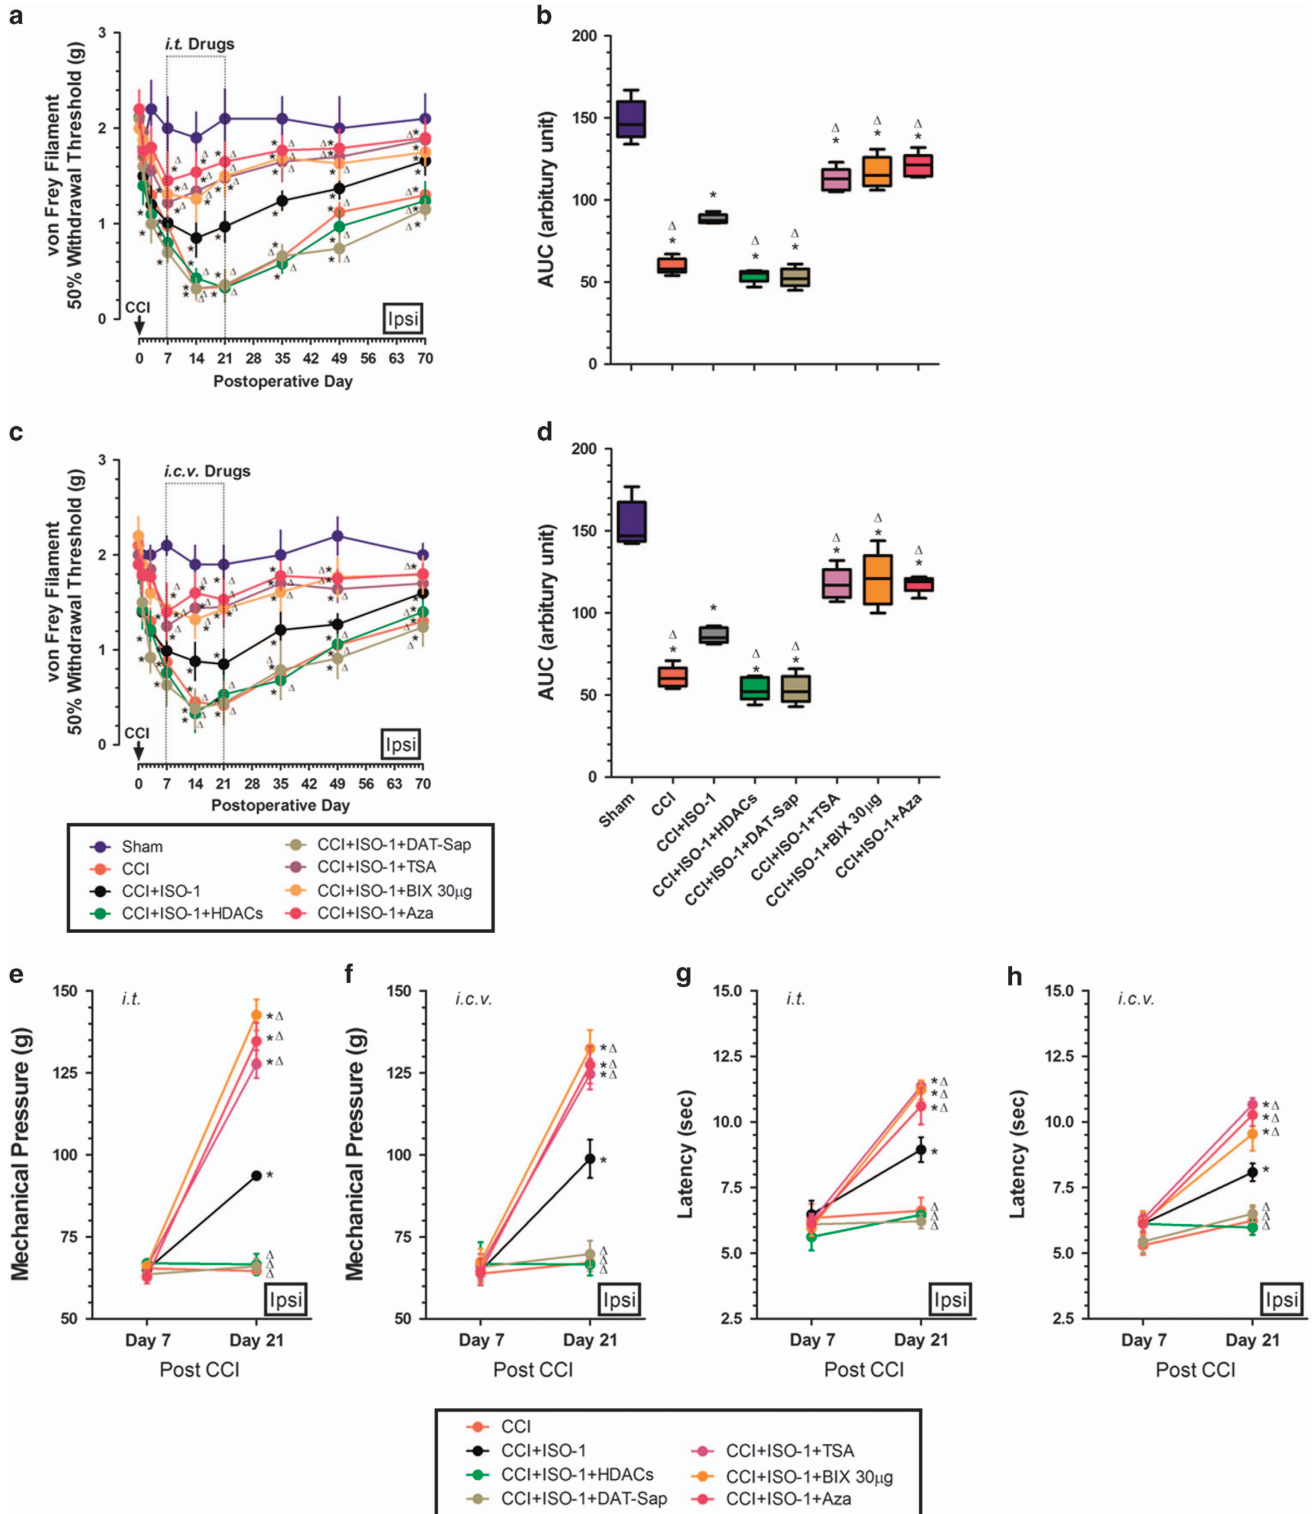 a
i.t. Drugs
von Frey Filament
50% Withdrawal Threshold (g)
3
2
1
0
CCI
Ipsi
0 7 14 21 28 35 42 49 56 63 70
Postoperative Day
b
AUC (arbitury unit)
200
150
100
50
0
c
i.c.v. Drugs
von Frey Filament
50% Withdrawal Threshold (g)
3
2
1
0
CCI
Ipsi
0 7 14 21 28 35 42 49 56 63 70
Postoperative Day
d
AUC (arbitury unit)
200
150
100
50
0
Sham
CCI
CCI+ISO-1
CCI+ISO-1+HDACs
CCI+ISO-1+DAT-Sap
CCI+ISO-1+TSA
CCI+ISO-1+BIX 30μg
CCI+ISO-1+Aza
Sham
CCI
CCI+ISO-1
CCI+ISO-1+HDACs
CCI+ISO-1+DAT-Sap
CCI+ISO-1+TSA
CCI+ISO-1+BIX 30μg
CCI+ISO-1+Aza
e
i.t.
Mechanical Pressure (g)
150
125
100
75
50
* Δ
* Δ
* Δ
*
Δ
Δ
Δ
Ipsi
Day 7 Day 21
Post CCI
f
i.c.v.
Mechanical Pressure (g)
150
125
100
75
50
* Δ
* Δ
* Δ
*
Δ
Δ
Δ
Ipsi
Day 7 Day 21
Post CCI
g
i.t.
Latency (sec)
15.0
12.5
10.0
7.5
5.0
2.5
* Δ
* Δ
* Δ
*
Δ
Δ
Δ
Ipsi
Day 7 Day 21
Post CCI
h
i.c.v.
Latency (sec)
15.0
12.5
10.0
7.5
5.0
2.5
* Δ
* Δ
* Δ
*
Δ
Δ
Δ
Ipsi
Day 7 Day 21
Post CCI
CCI
CCI+ISO-1
CCI+ISO-1+HDACs
CCI+ISO-1+DAT-Sap
CCI+ISO-1+TSA
CCI+ISO-1+BIX 30μg
CCI+ISO-1+Aza